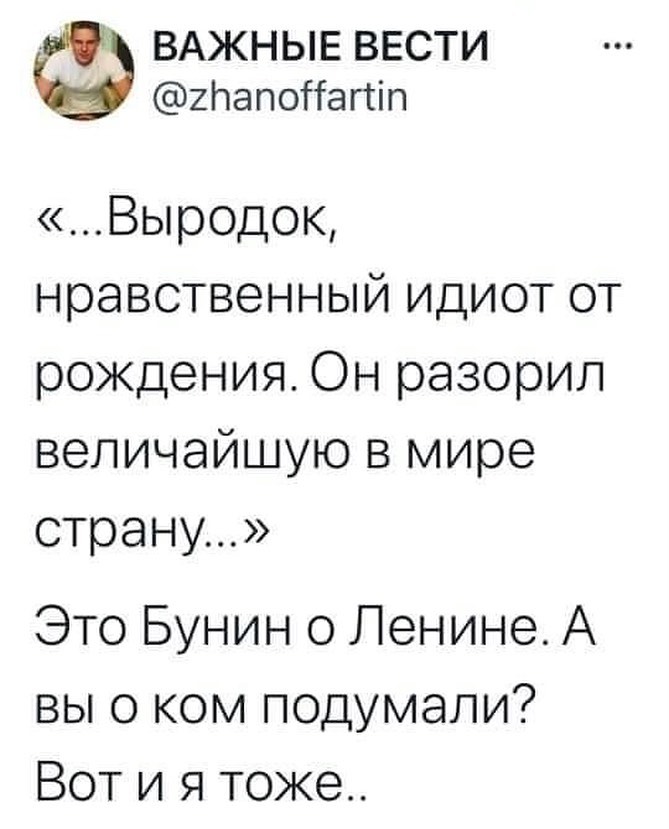 ВАЖНЫЕ ВЕСТИ ...
@zhanoffartin
«...Выродок,
нравственный идиот от
рождения. Он разорил
величайшую в мире
страну...»
Это Бунин о Ленине. А
вы о ком подумали?
Вот и я тоже..